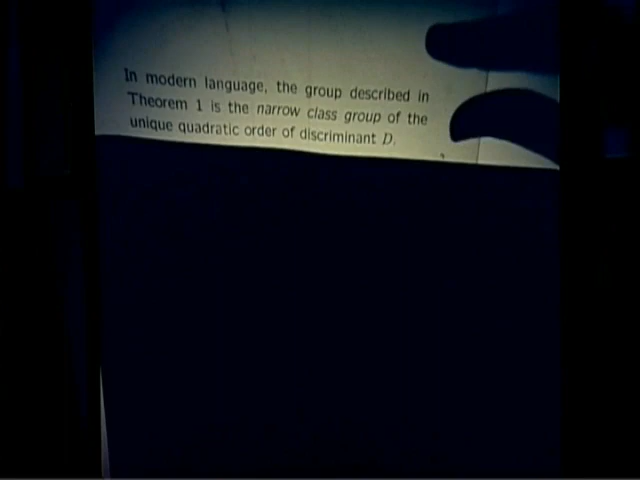 In modern language, the group described in
Theorem 1 is the narrow class group of the
unique quadratic order of discriminant D.